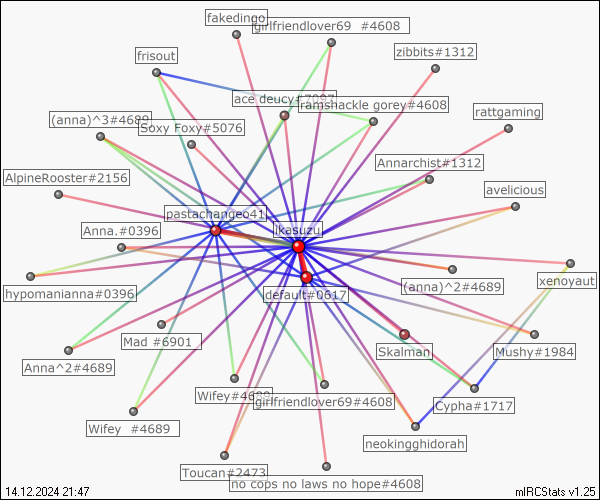 fakedingo
girlfriendlover69 #4608
zibbits#1312
frisout
ace deucy#7097
ramshackle gorey#4608
rattgaming
(anna)^3#4689
Soxy Foxy#5076
Annarchist#1312
AlpineRooster#2156
avelicious
pastachangeo41
Anna.#0396
ikasuzu
hypomanianna#0396
default#0617
(anna)^2#4689
xenoyaut
Mad #6901
Skalman
Mushy#1984
Anna^2#4689
Wifey#4689
girlfriendlover69#4608
Cypha#1717
Wifey #4689
neokingghidorah
Toucan#2473
no cops no laws no hope#4608
14.12.2024 21:47
mIRCStats v1.25